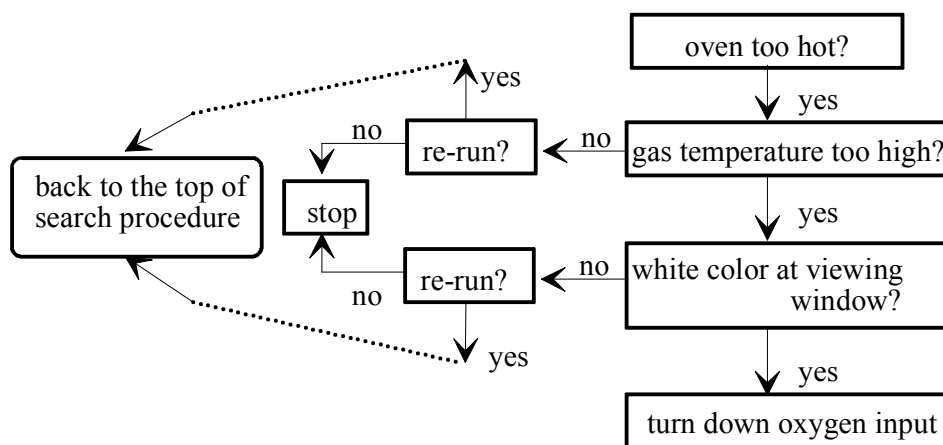 oven too hot?
yes
yes
no
re-run?
no
gas temperature too high?
back to the top of
search procedure
stop
yes
no
re-run?
no
white color at viewing
window?
yes
yes
turn down oxygen input